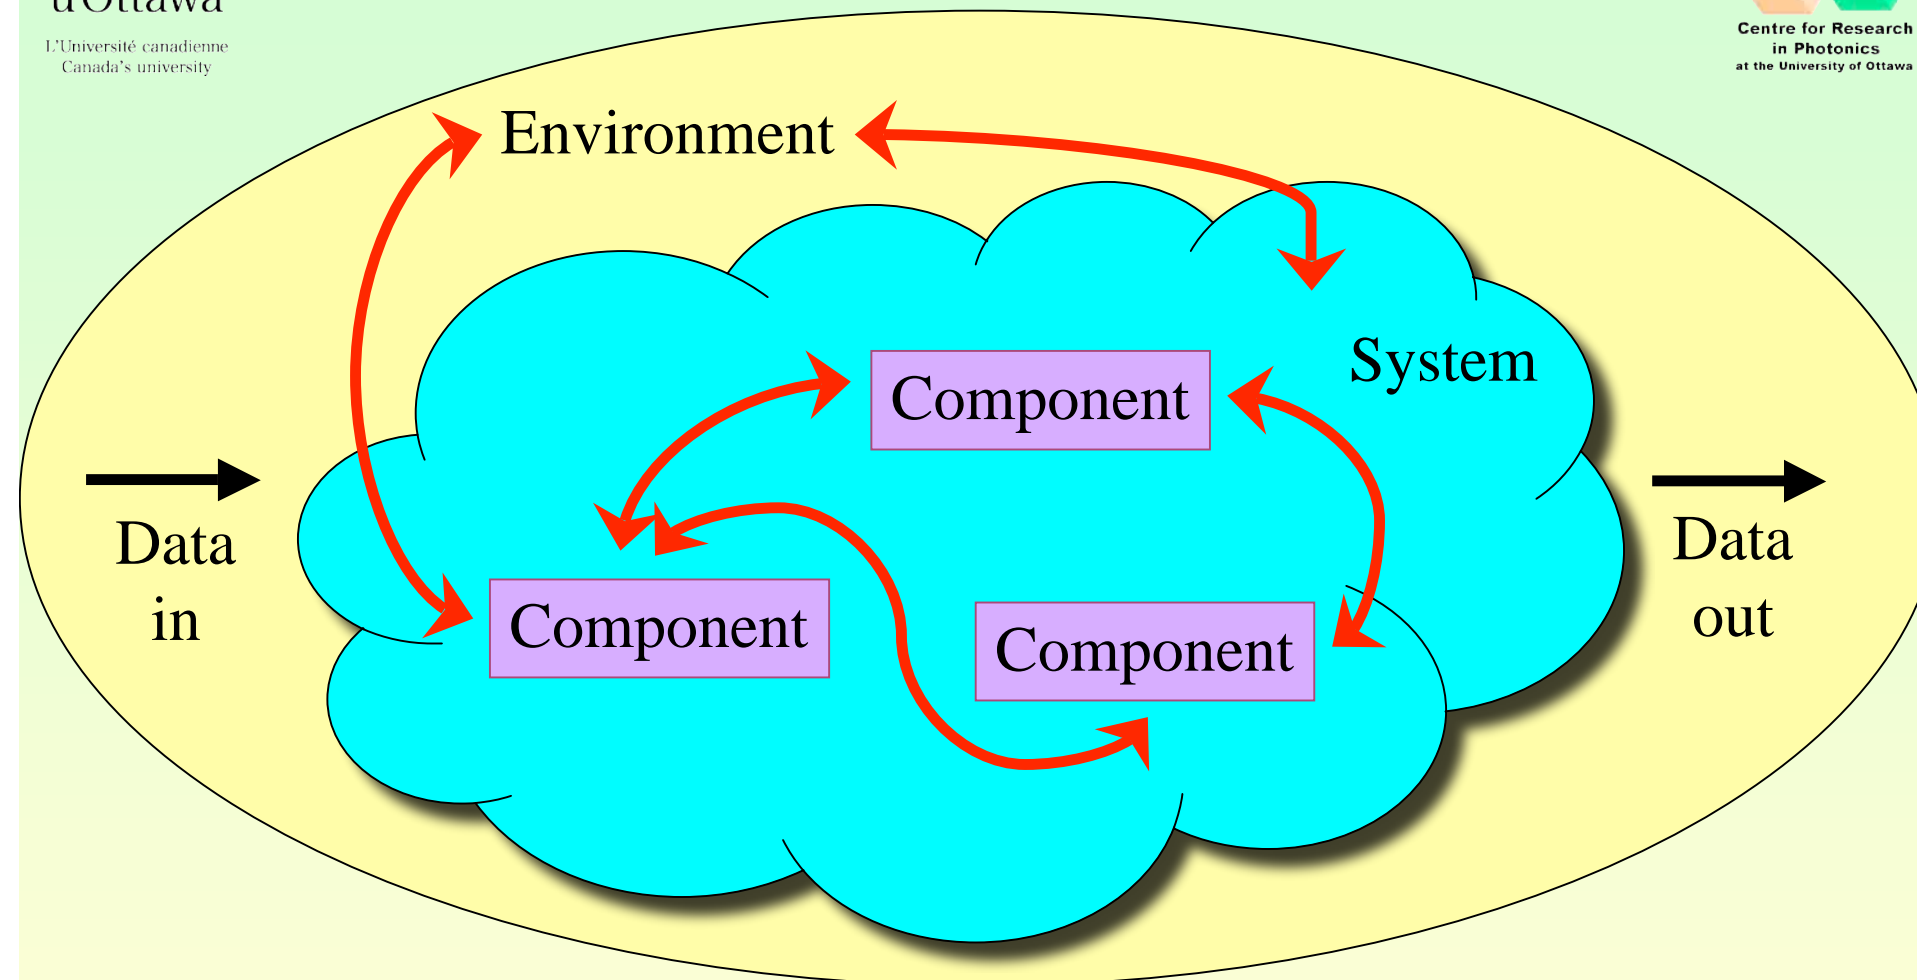 uOttawa
L'Université canadienne
Canada's university
Centre for Research
in Photonics
at the University of Ottawa
Environment
System
Component
Component
Component
Data
in
Data
out